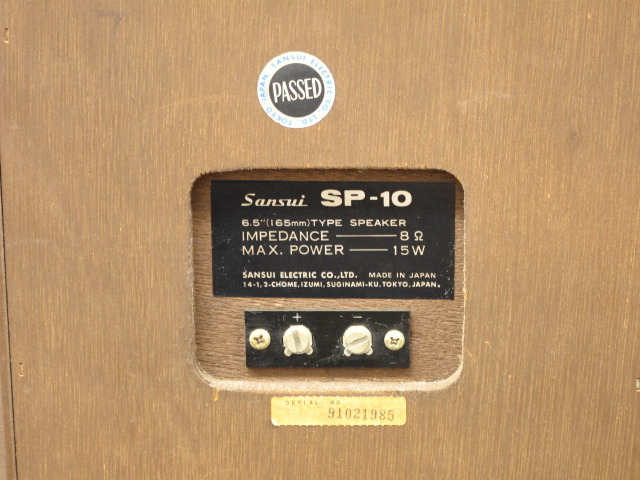 SANSUI ELECTRIC CO., LTD. TOKYO JAPAN.
PASSED
Sansui SP-10
6.5"(165mm)TYPE SPEAKER
IMPEDANCE 8 Ω
MAX. POWER 15W
SANSUI ELECTRIC CO.,LTD. MADE IN JAPAN
14-1, 2-CHOME, IZUMI, SUGINAMI-KU, TOKYO, JAPAN.
+ −
SERIAL NO.
91021985